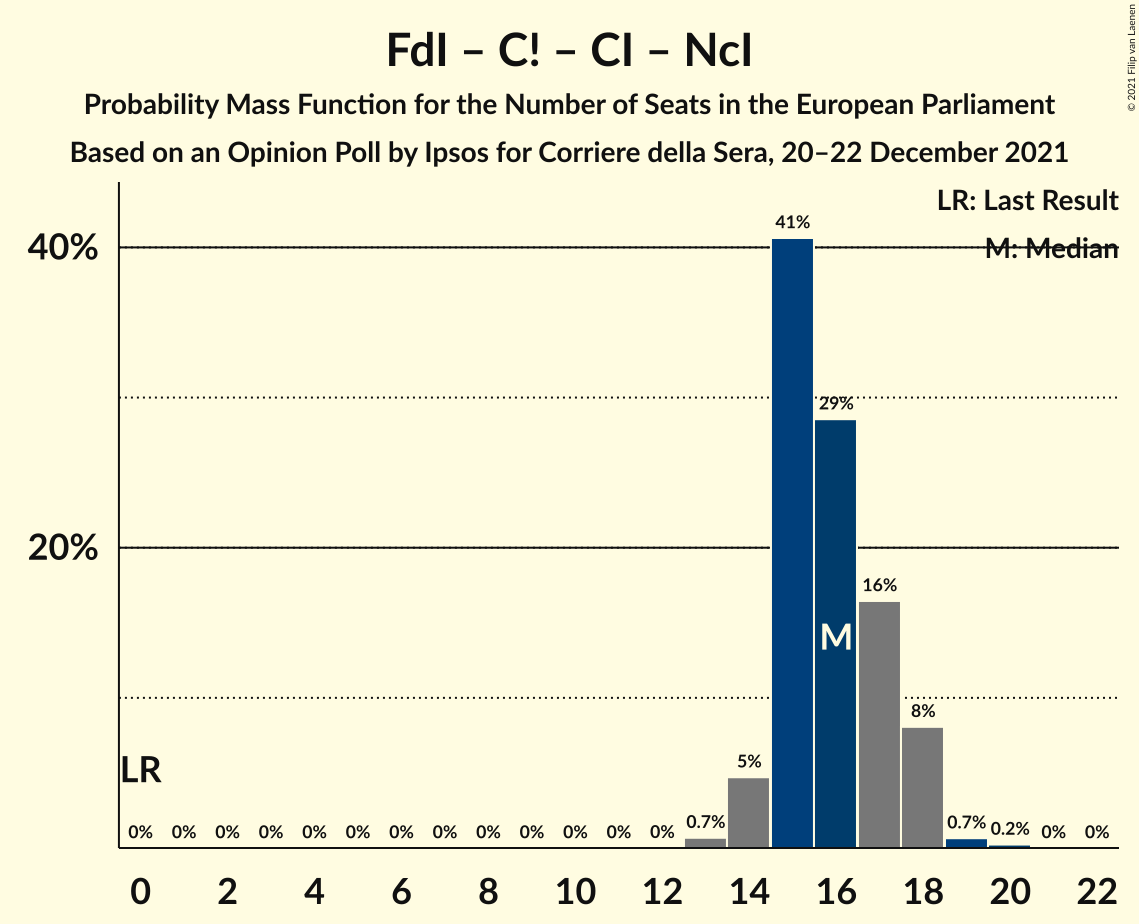 FdI – C! – CI – NcI
Probability Mass Function for the Number of Seats in the European Parliament
Based on an Opinion Poll by Ipsos for Corriere della Sera, 20–22 December 2021
© 2021 Filip van Laenen
LR: Last Result
M: Median
40%
20%
41%
29%
16%
8%
5%
0.7%
0.7%
0.2%
M
LR
0% 0% 0% 0% 0% 0% 0% 0% 0% 0% 0% 0% 0% 0% 0%
0 2 4 6 8 10 12 14 16 18 20 22